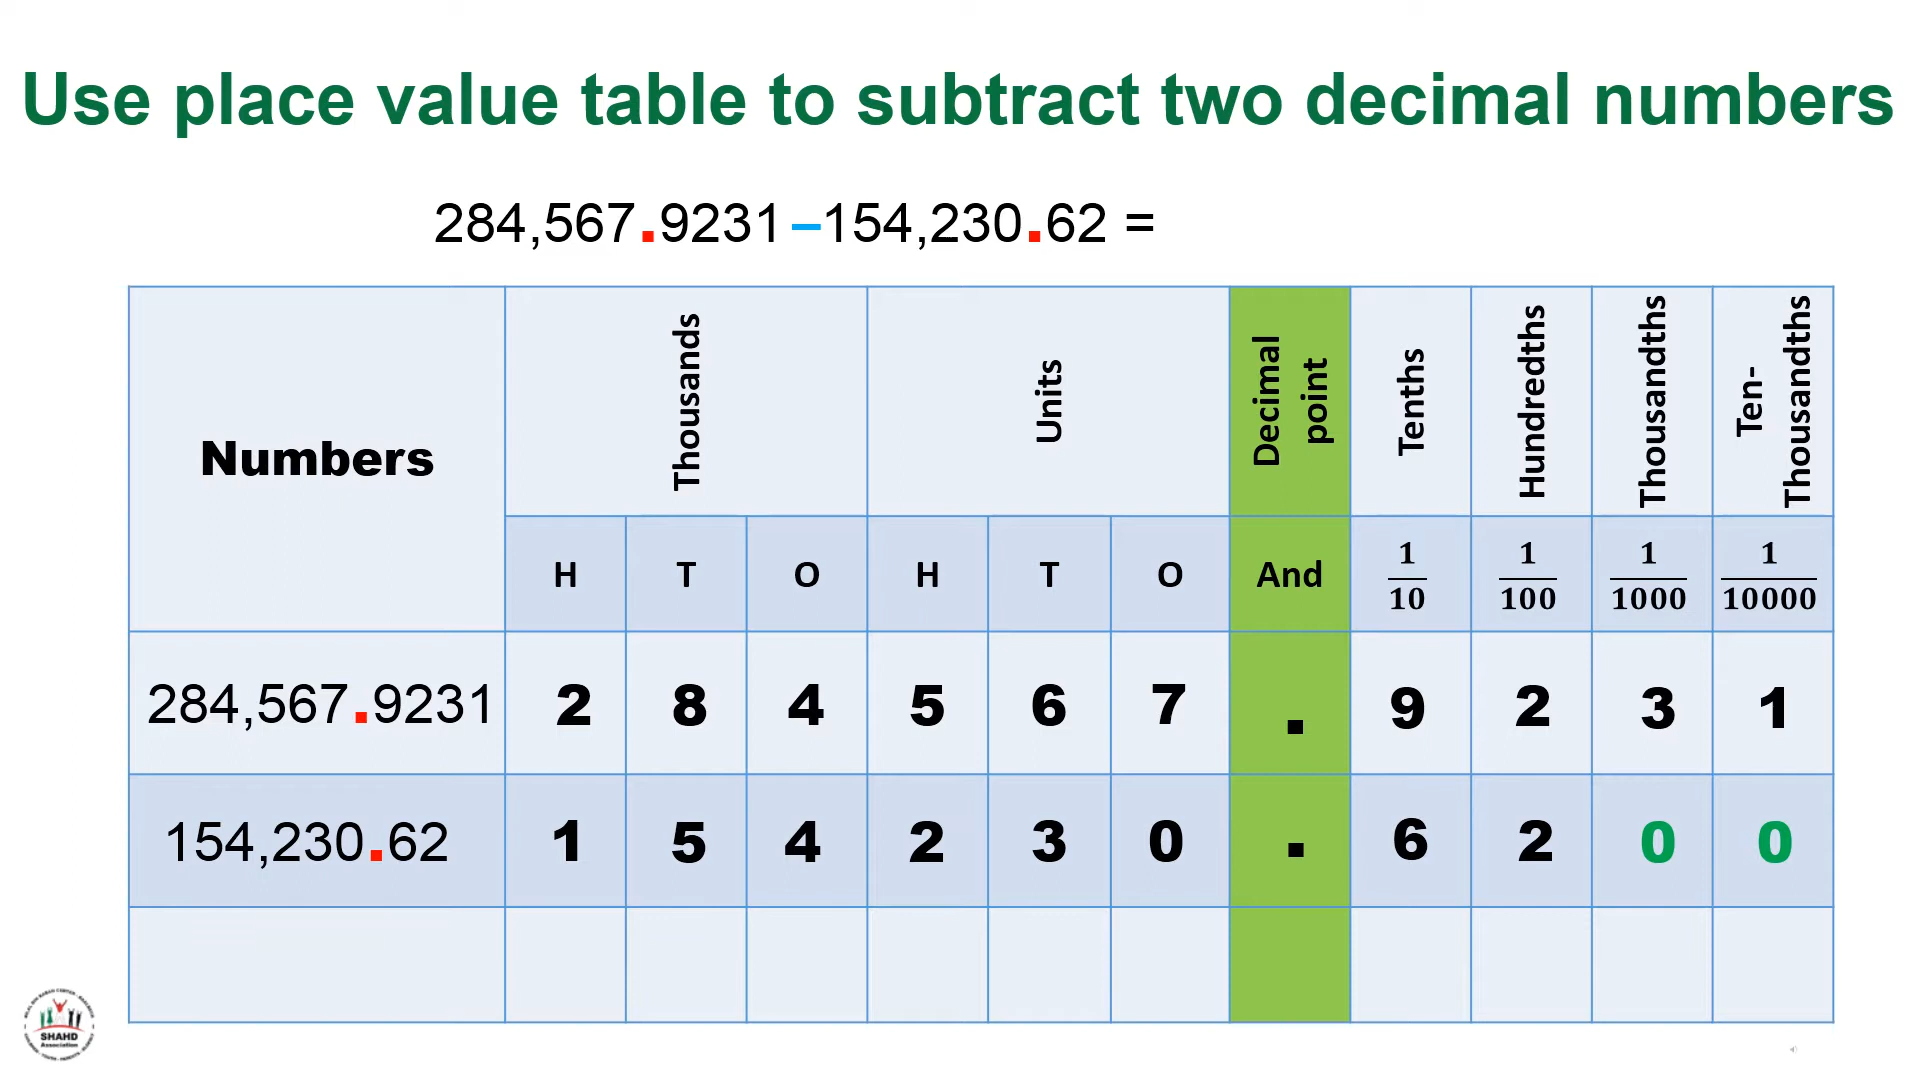 Use place value table to subtract two decimal numbers
284,567.9231 –154,230.62 =
Numbers
Thousands
Units
Decimal point
Tenths
Hundredths
Thousandths
Ten-Thousandths
H T O H T O And 1/10 1/100 1/1000 1/10000
284,567.9231 2 8 4 5 6 7 . 9 2 3 1
154,230.62 1 5 4 2 3 0 . 6 2 0 0
SHAHD
Association